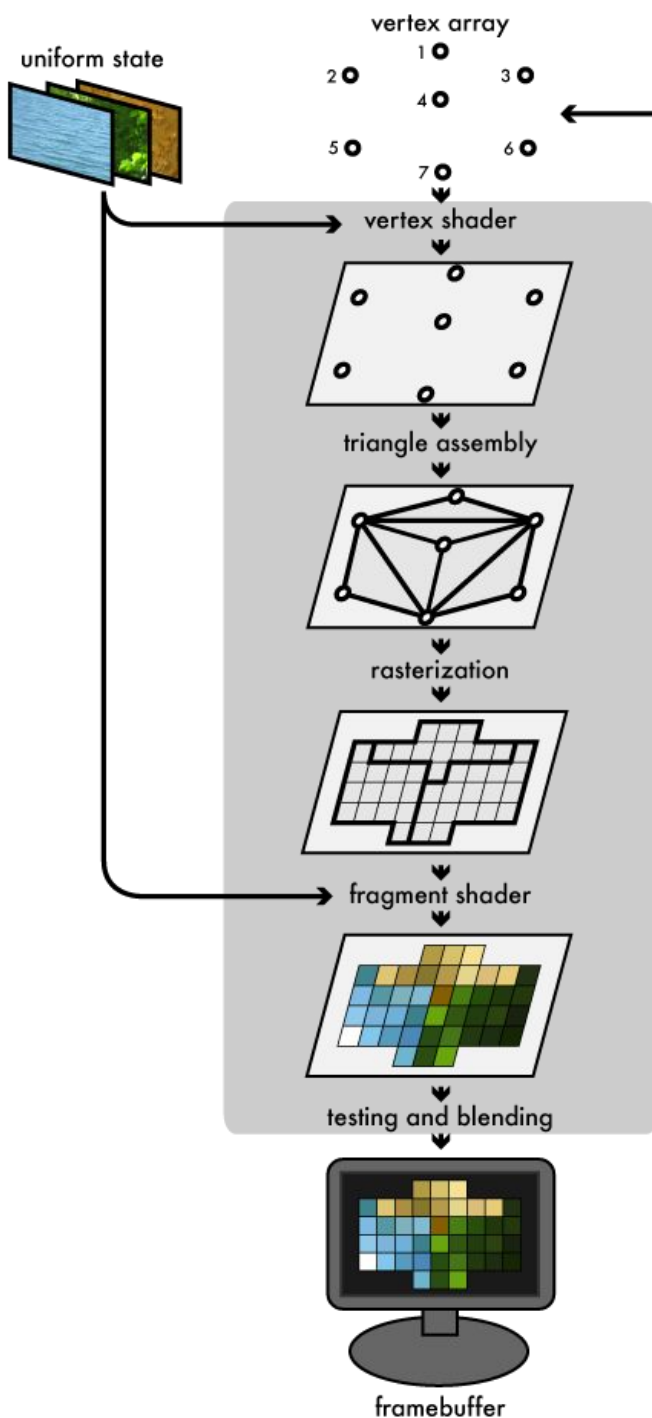 vertex array
uniform state
1
2
3
4
5
6
7
vertex shader
triangle assembly
rasterization
fragment shader
testing and blending
framebuffer